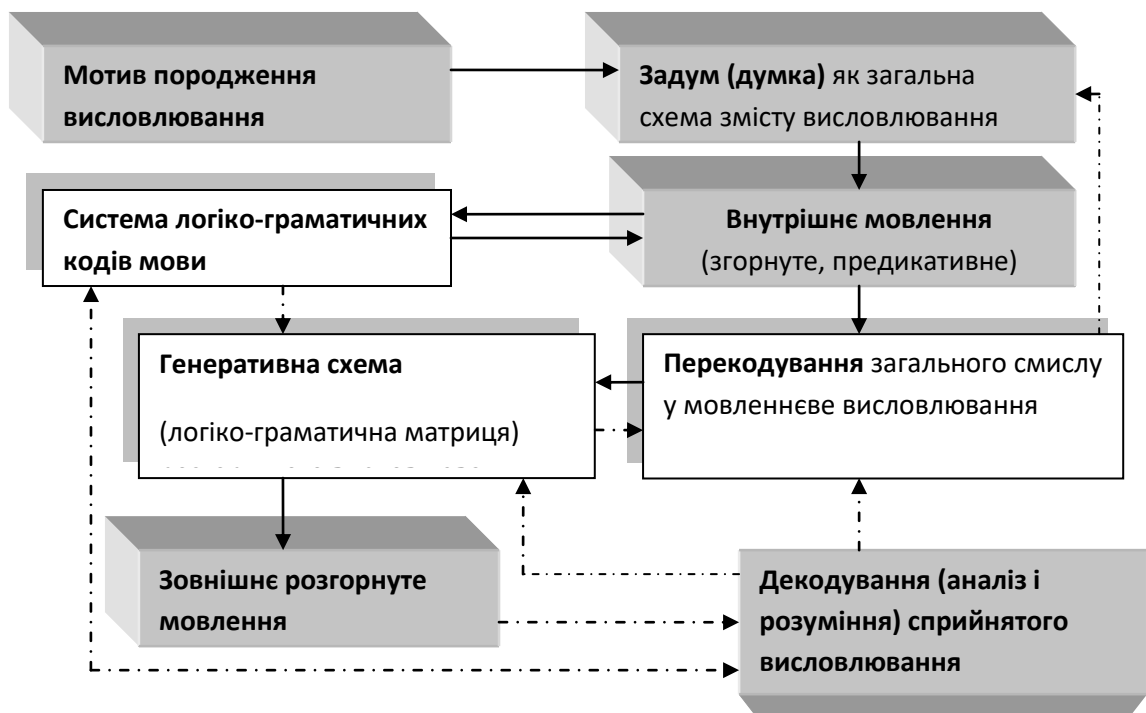 Мотив породження
висловлювання
Задум (думка) як загальна
схема змісту висловлювання
Система логіко-граматичних
кодів мови
Внутрішнє мовлення
(згорнуте, предикативне)
Генеративна схема
(логіко-граматична матриця)
Перекодування загального смислу
у мовленнєве висловлювання
Зовнішнє розгорнуте
мовлення
Декодування (аналіз і
розуміння) сприйнятого
висловлювання